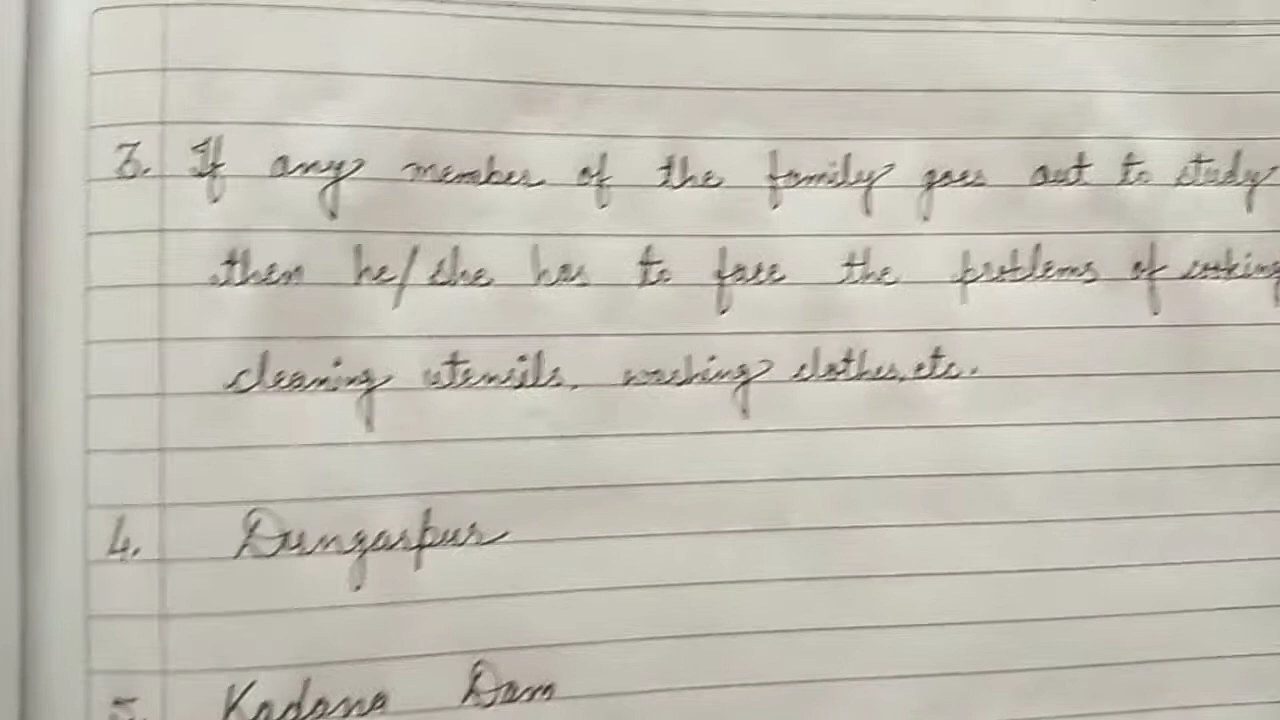 3. If any member of the family goes out to study
then he/she has to face the problems of cooking
cleaning utensils, washing clothes, etc.
4. Dungarpur
5. Kadana Dam